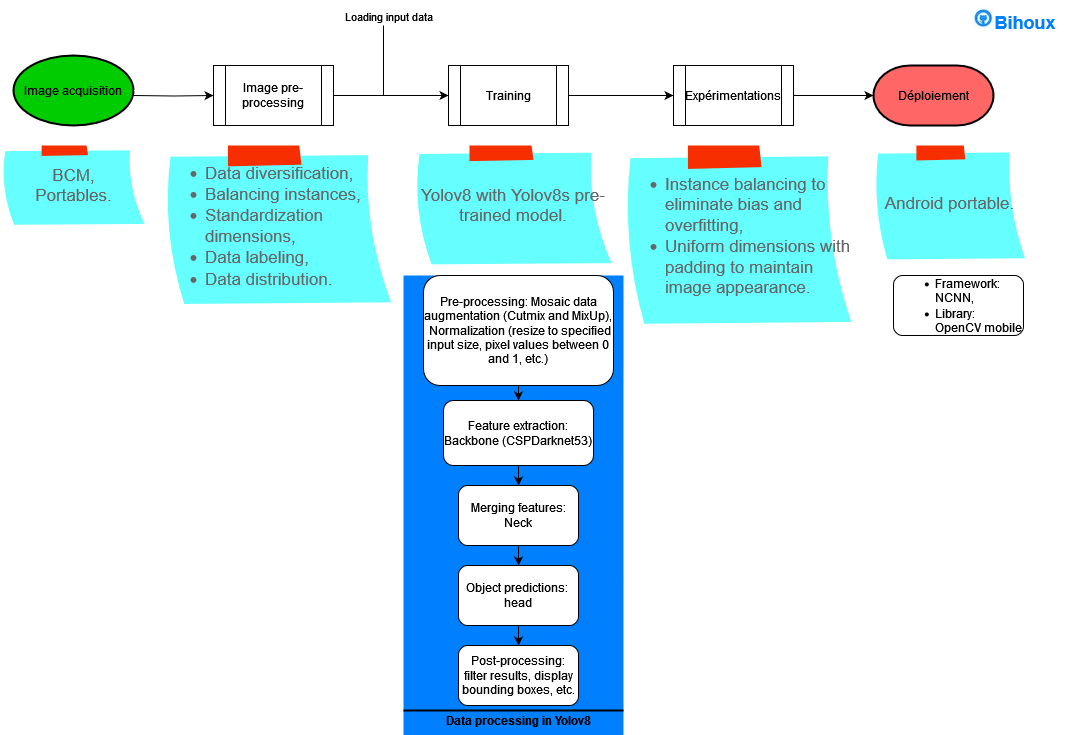 Loading input data
Bihoux
Image acquisition
Image pre-
processing
Training
Expérimentations
Déploiement
BCM,
Portables.
• Data diversification,
• Balancing instances,
• Standardization
dimensions,
• Data labeling,
• Data distribution.
Yolov8 with Yolov8s pre-
trained model.
• Instance balancing to
eliminate bias and
overfitting,
• Uniform dimensions with
padding to maintain
image appearance.
Android portable.
• Framework:
NCNN,
• Library:
OpenCV mobile
Pre-processing: Mosaic data
augmentation (Cutmix and MixUp),
Normalization (resize to specified
input size, pixel values between 0
and 1, etc.)
Feature extraction:
Backbone (CSPDarknet53)
Merging features:
Neck
Object predictions:
head
Post-processing:
filter results, display
bounding boxes, etc.
Data processing in Yolov8